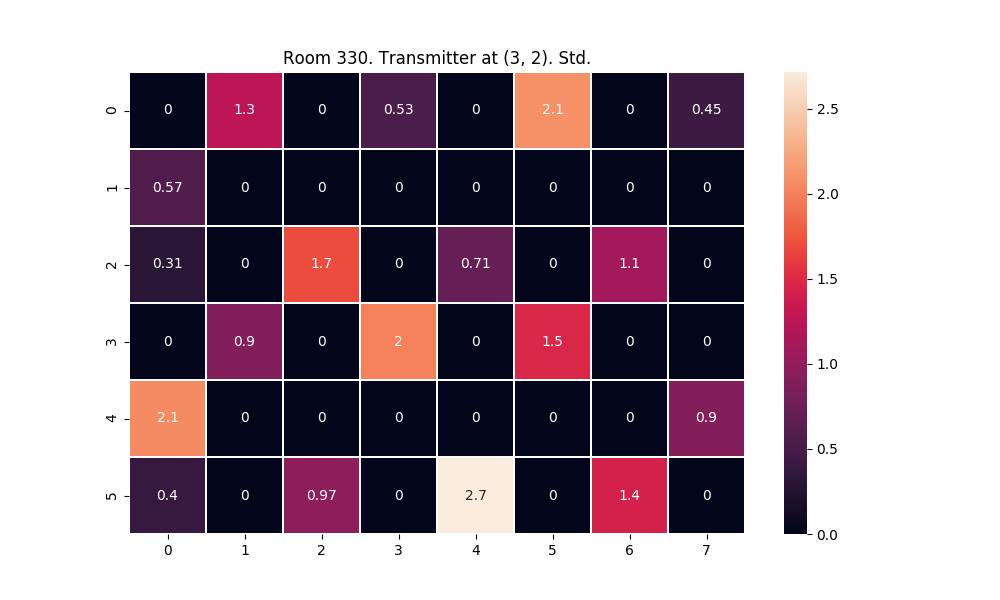 Room 330. Transmitter at (3, 2). Std.
0 0 1.3 0 0.53 0 2.1 0 0.45
1 0.57 0 0 0 0 0 0 0
2 0.31 0 1.7 0 0.71 0 1.1 0
3 0 0.9 0 2 0 1.5 0 0
4 2.1 0 0 0 0 0 0 0.9
5 0.4 0 0.97 0 2.7 0 1.4 0
0 1 2 3 4 5 6 7
2.5
2.0
1.5
1.0
0.5
0.0